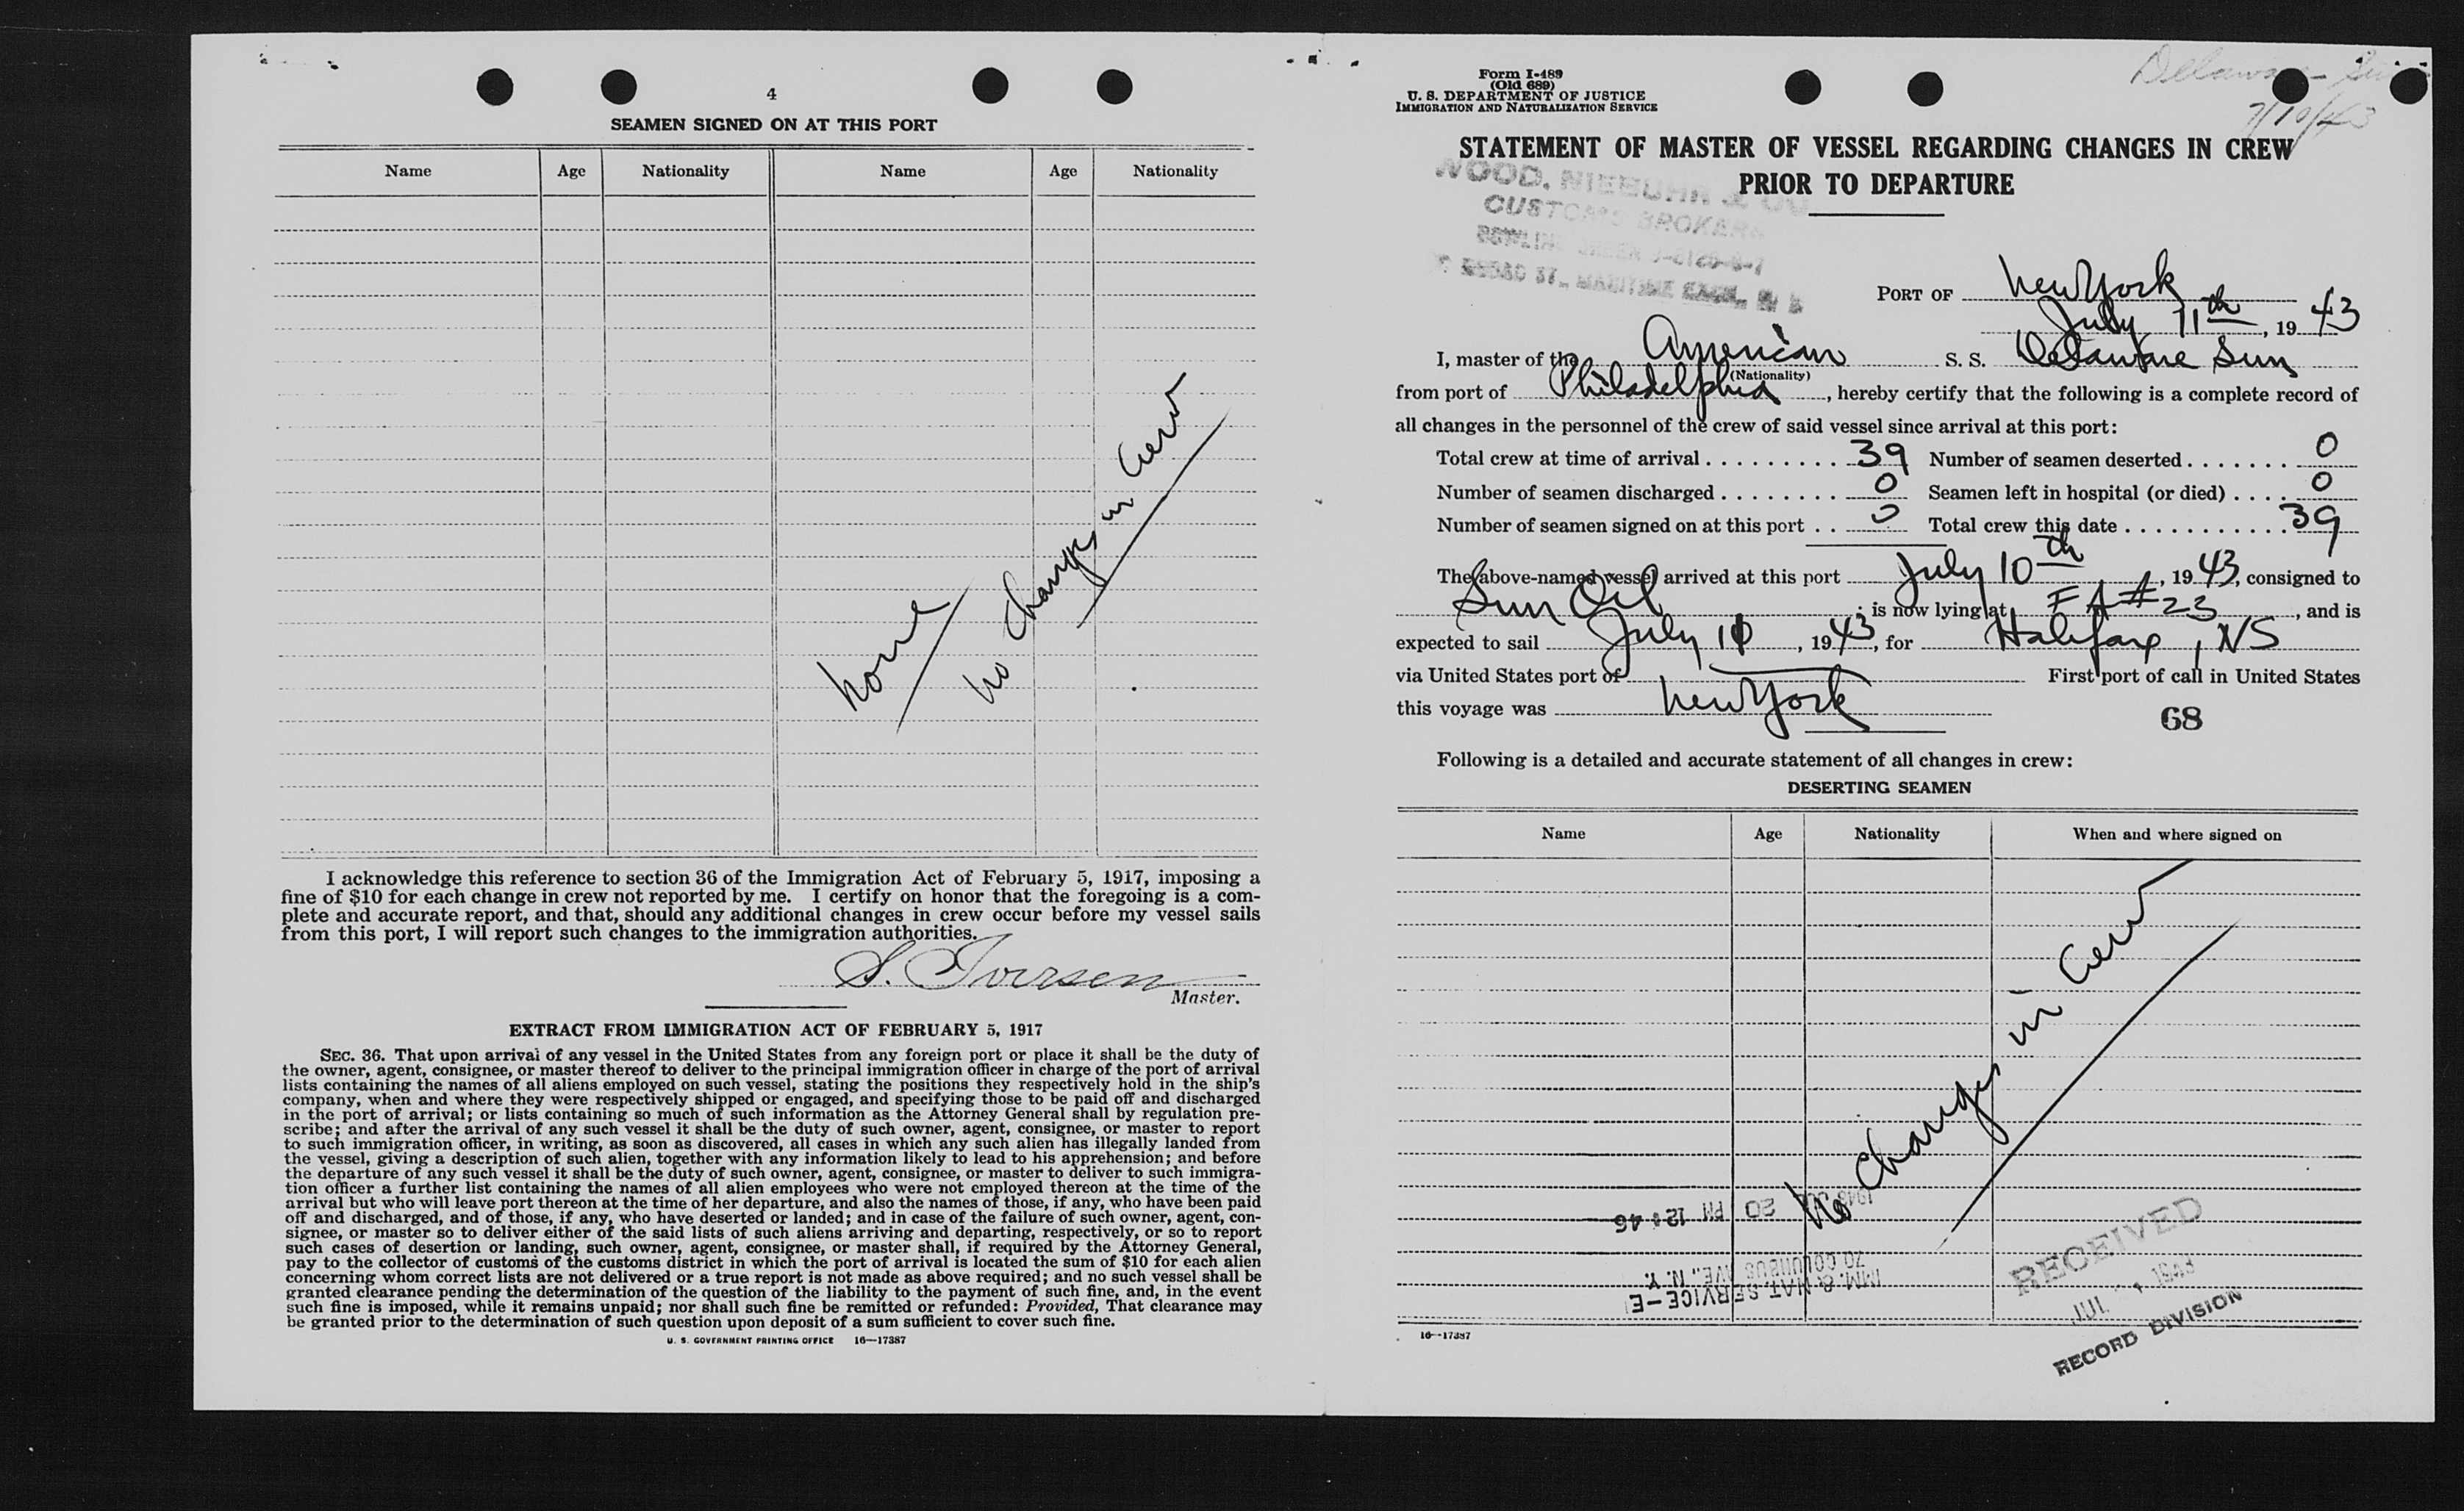 4
SEAMEN SIGNED ON AT THIS PORT
Name Age Nationality Name Age Nationality
None
No Changes in Crew
I acknowledge this reference to section 36 of the Immigration Act of February 5, 1917, imposing a
fine of $10 for each change in crew not reported by me. I certify on honor that the foregoing is a com-
plete and accurate report, and that, should any additional changes in crew occur before my vessel sails
from this port, I will report such changes to the immigration authorities.
S. Iversen
Master.
EXTRACT FROM IMMIGRATION ACT OF FEBRUARY 5, 1917
SEC. 36. That upon arrival of any vessel in the United States from any foreign port or place it shall be the duty of
the owner, agent, consignee, or master thereof to deliver to the principal immigration officer in charge of the port of arrival
lists containing the names of all aliens employed on such vessel, stating the positions they respectively hold in the ship's
company, when and where they were respectively shipped or engaged, and specifying those to be paid off and discharged
in the port of arrival; or lists containing so much of such information as the Attorney General shall by regulation pre-
scribe; and after the arrival of any such vessel it shall be the duty of such owner, agent, consignee, or master to report
to such immigration officer, in writing, as soon as discovered, all cases in which any such alien has illegally landed from
the vessel, giving a description of such alien, together with any information likely to lead to his apprehension; and before
the departure of any such vessel it shall be the duty of such owner, agent, consignee, or master to deliver to such immigra-
tion officer a further list containing the names of all alien employees who were not employed thereon at the time of the
arrival but who will leave port thereon at the time of her departure, and also the names of those, if any, who have been paid
off and discharged, and of those, if any, who have deserted or landed; and in case of the failure of such owner, agent, con-
signee, or master so to deliver either of the said lists of such aliens arriving and departing, respectively, or so to report
such cases of desertion or landing, such owner, agent, consignee, or master shall, if required by the Attorney General,
pay to the collector of customs of the customs district in which the port of arrival is located the sum of $10 for each alien
concerning whom correct lists are not delivered or a true report is not made as above required; and no such vessel shall be
granted clearance pending the determination of the question of the liability to the payment of such fine, and, in the event
such fine is imposed, while it remains unpaid; nor shall such fine be remitted or refunded: Provided, That clearance may
be granted prior to the determination of such question upon deposit of a sum sufficient to cover such fine.
U. S. GOVERNMENT PRINTING OFFICE 16—17387
Form I-489
(Old 689)
U. S. DEPARTMENT OF JUSTICE
IMMIGRATION AND NATURALIZATION SERVICE
Delaware Sun
7/10/43
STATEMENT OF MASTER OF VESSEL REGARDING CHANGES IN CREW
PRIOR TO DEPARTURE
WOOD, NIEBUHR & CO
CUSTOMS BROKERS
BOWLING GREEN
PORT OF New York
July 11th, 1943
I, master of the American S. S. Delaware Sun
(Nationality)
from port of Philadelphia, hereby certify that the following is a complete record of
all changes in the personnel of the crew of said vessel since arrival at this port:
Total crew at time of arrival 39 Number of seamen deserted 0
Number of seamen discharged 0 Seamen left in hospital (or died) 0
Number of seamen signed on at this port 0 Total crew this date 39
The above-named vessel arrived at this port July 10th, 1943, consigned to
Sun Oil; is now lying at FA #23, and is
expected to sail July 11, 1943, for Halifax, NS
via United States port of First port of call in United States
this voyage was New York
68
Following is a detailed and accurate statement of all changes in crew:
DESERTING SEAMEN
Name Age Nationality When and where signed on
No Changes in Crew
1943 JUL 20 PM 12:46
IMM. & NAT. SERVICE—E
70 COLUMBUS AVE., N. Y.
RECEIVED
JUL 1943
RECORD DIVISION
16—17387